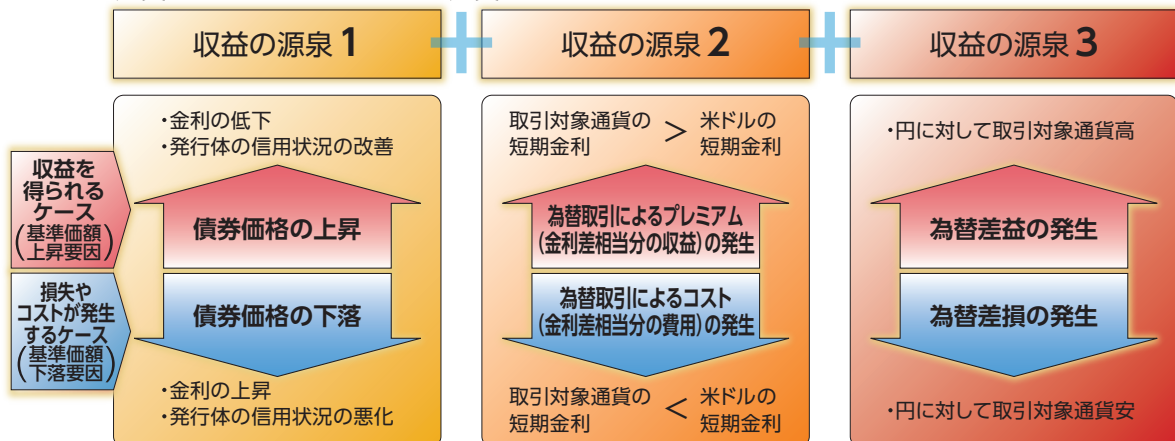 収益の源泉 1
+
収益の源泉 2
+
収益の源泉 3
収益を
得られる
ケース
(基準価額
上昇要因)
・金利の低下
・発行体の信用状況の改善
債券価格の上昇
取引対象通貨の
短期金利
>
米ドルの
短期金利
為替取引によるプレミアム
(金利差相当分の収益)の発生
・円に対して取引対象通貨高
為替差益の発生
損失や
コストが発生
するケース
(基準価額
下落要因)
債券価格の下落
・金利の上昇
・発行体の信用状況の悪化
為替取引によるコスト
(金利差相当分の費用)の発生
取引対象通貨の
短期金利
<
米ドルの
短期金利
為替差損の発生
・円に対して取引対象通貨安